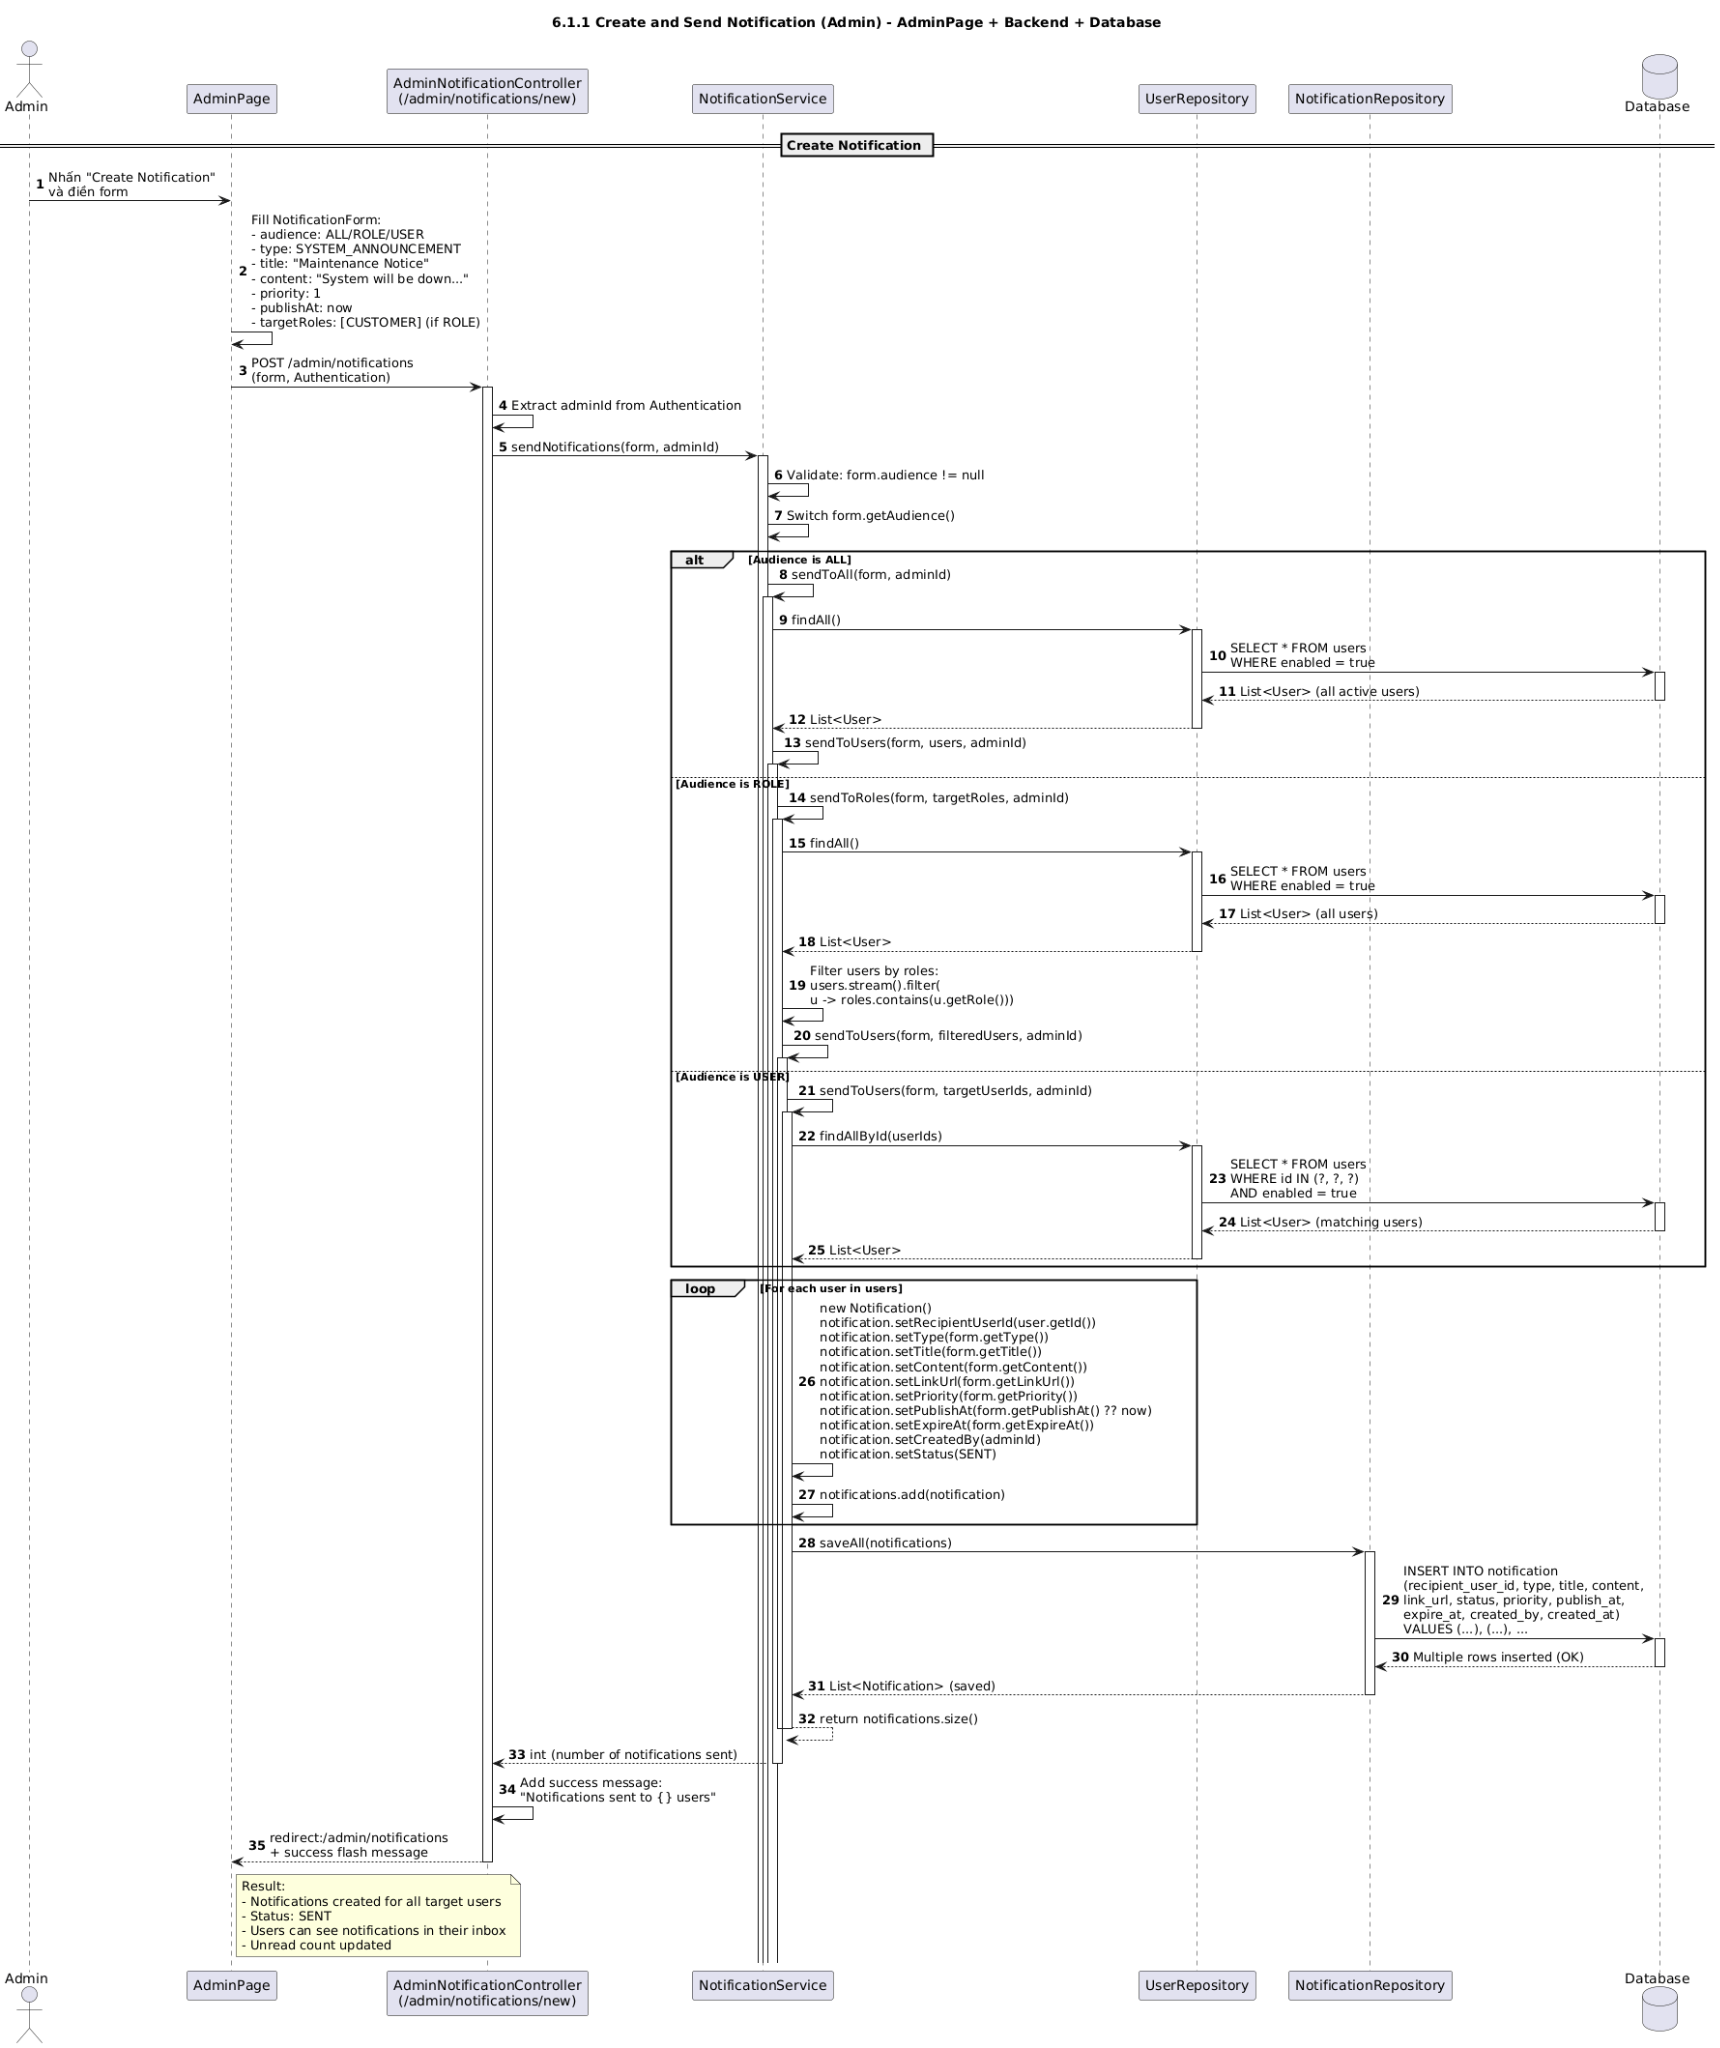 6.1.1 Create and Send Notification (Admin) - AdminPage + Backend + Database
Admin
AdminPage
AdminNotificationController
(/admin/notifications/new)
NotificationService
UserRepository
NotificationRepository
Database
Create Notification
1 Nhấn "Create Notification"
và điền form
Fill NotificationForm:
- audience: ALL/ROLE/USER
- type: SYSTEM_ANNOUNCEMENT
- title: "Maintenance Notice"
2 - content: "System will be down..."
- priority: 1
- publishAt: now
- targetRoles: [CUSTOMER] (if ROLE)
3 POST /admin/notifications
(form, Authentication)
4 Extract adminId from Authentication
5 sendNotifications(form, adminId)
6 Validate: form.audience != null
7 Switch form.getAudience()
alt [Audience is ALL]
8 sendToAll(form, adminId)
9 findAll()
10 SELECT * FROM users
WHERE enabled = true
11 List<User> (all active users)
12 List<User>
13 sendToUsers(form, users, adminId)
[Audience is ROLE]
14 sendToRoles(form, targetRoles, adminId)
15 findAll()
16 SELECT * FROM users
WHERE enabled = true
17 List<User> (all users)
18 List<User>
Filter users by roles:
19 users.stream().filter(
u -> roles.contains(u.getRole()))
20 sendToUsers(form, filteredUsers, adminId)
[Audience is USER]
21 sendToUsers(form, targetUserIds, adminId)
22 findAllById(userIds)
SELECT * FROM users
23 WHERE id IN (?, ?, ?)
AND enabled = true
24 List<User> (matching users)
25 List<User>
loop [For each user in users]
new Notification()
notification.setRecipientUserId(user.getId())
notification.setType(form.getType())
notification.setTitle(form.getTitle())
notification.setContent(form.getContent())
26 notification.setLinkUrl(form.getLinkUrl())
notification.setPriority(form.getPriority())
notification.setPublishAt(form.getPublishAt() ?? now)
notification.setExpireAt(form.getExpireAt())
notification.setCreatedBy(adminId)
notification.setStatus(SENT)
27 notifications.add(notification)
28 saveAll(notifications)
INSERT INTO notification
(recipient_user_id, type, title, content,
29 link_url, status, priority, publish_at,
expire_at, created_by, created_at)
VALUES (...), (...), ...
30 Multiple rows inserted (OK)
31 List<Notification> (saved)
32 return notifications.size()
33 int (number of notifications sent)
34 Add success message:
"Notifications sent to {} users"
35 redirect:/admin/notifications
+ success flash message
Result:
- Notifications created for all target users
- Status: SENT
- Users can see notifications in their inbox
- Unread count updated
Admin
AdminPage
AdminNotificationController
(/admin/notifications/new)
NotificationService
UserRepository
NotificationRepository
Database